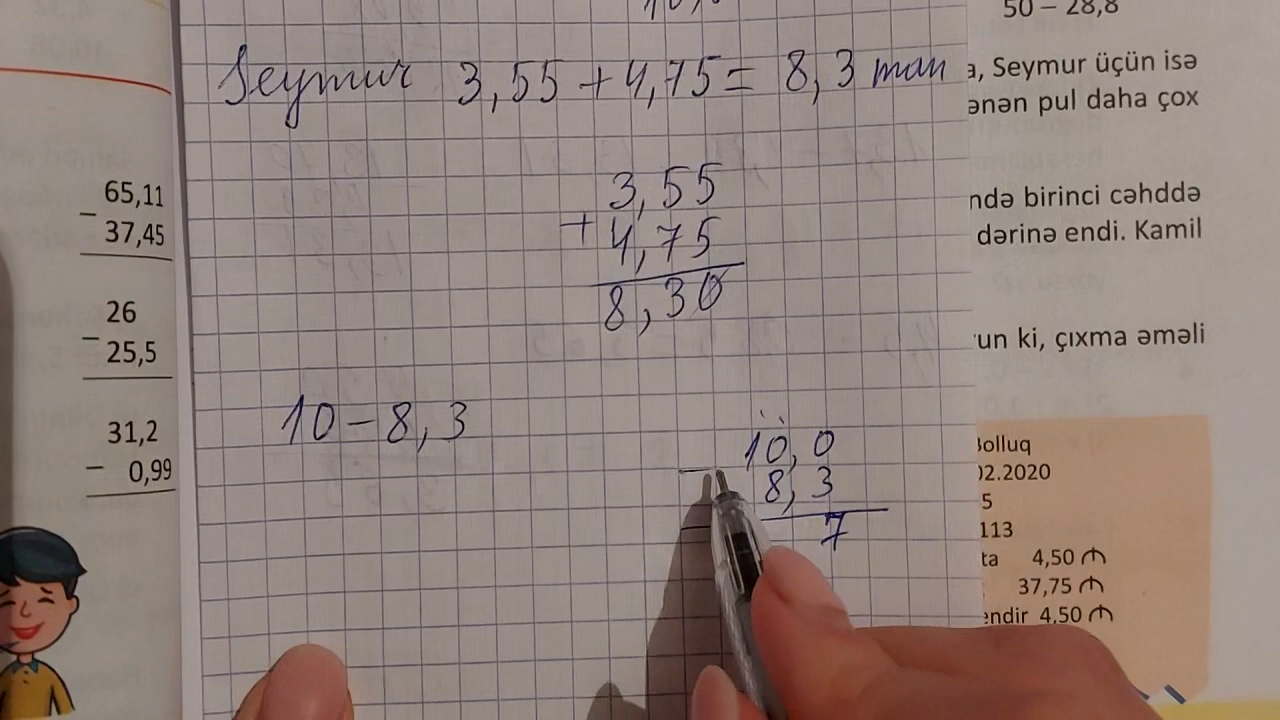 50 – 28,8
Seymur 3,55 + 4,75 = 8,3 man
a, Seymur üçün isə
ənən pul daha çox
65,11
– 37,45
3,55
+ 4,75
8,30
ndə birinci cəhddə
dərinə endi. Kamil
26
– 25,5
un ki, çıxma əməli
31,2
– 0,99
10 – 8,3
10,0
– 8,3
7
Bolluq
02.2020
5
113
ta 4,50 ₼
37,75 ₼
endir 4,50 ₼